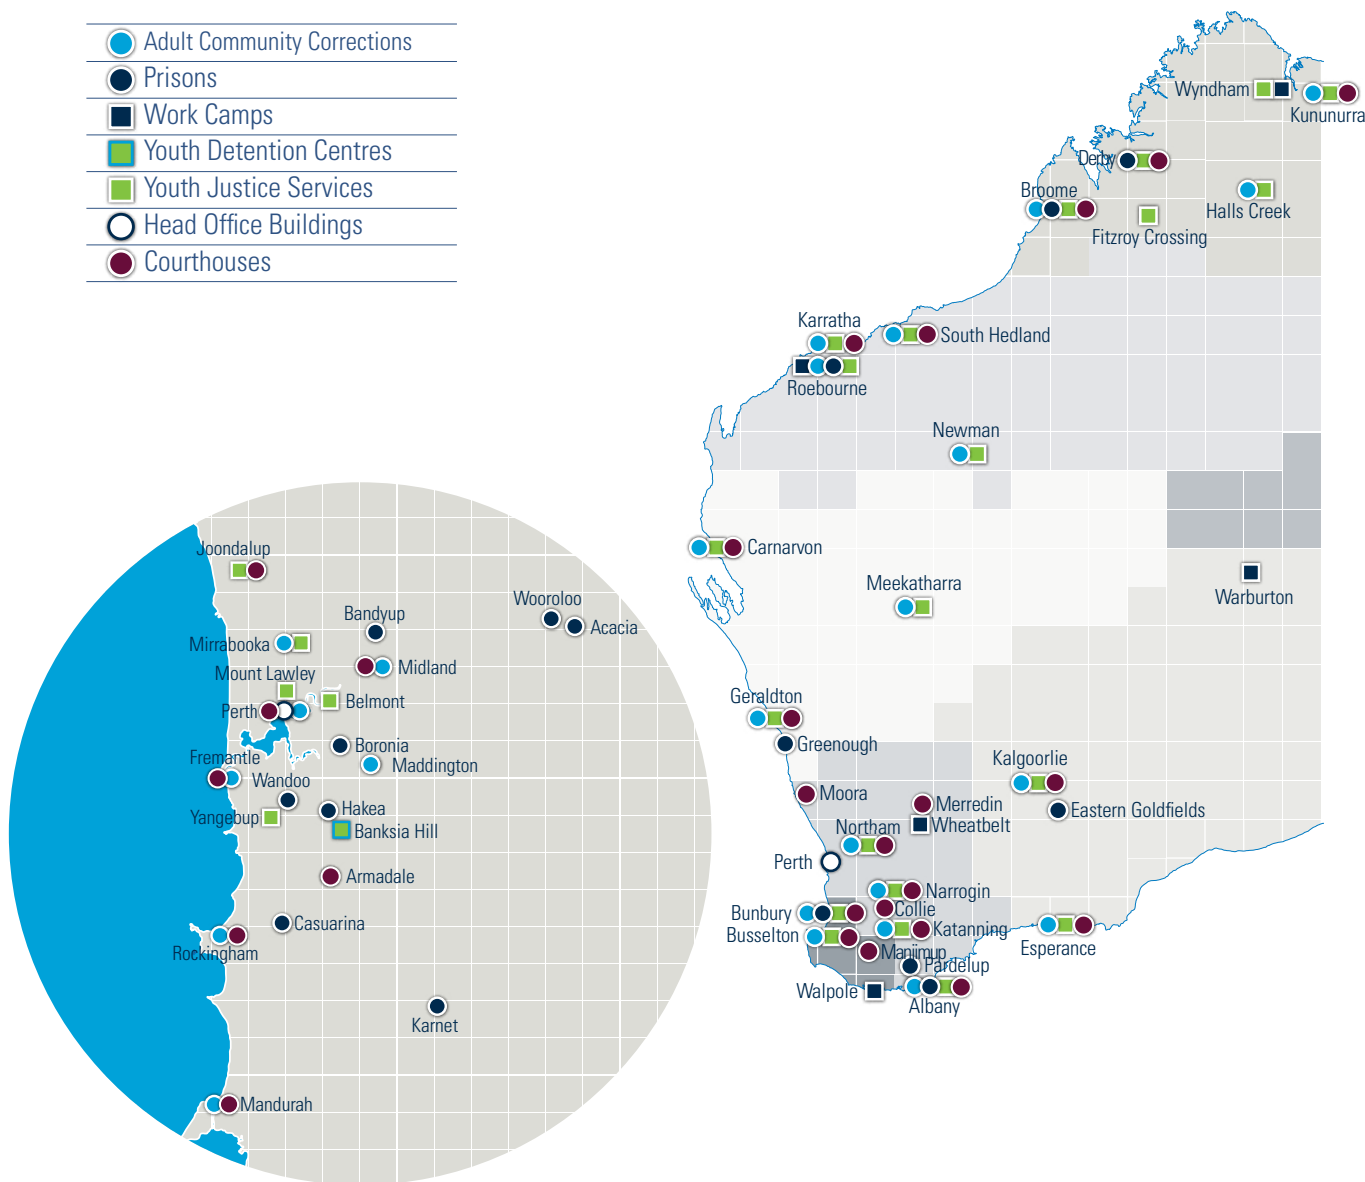 Adult Community Corrections
Prisons
Work Camps
Youth Detention Centres
Youth Justice Services
Head Office Buildings
Courthouses
Wyndham
Kununurra
Derby
Broome
Halls Creek
Fitzroy Crossing
Karratha
South Hedland
Roebourne
Newman
Carnarvon
Meekatharra
Warburton
Geraldton
Greenough
Kalgoorlie
Moora
Merredin
Eastern Goldfields
Wheatbelt
Northam
Perth
Narrogin
Collie
Bunbury
Katanning
Busselton
Esperance
Manjimup
Pardelup
Walpole
Albany
Joondalup
Wooroloo
Bandyup
Acacia
Mirrabooka
Midland
Mount Lawley
Belmont
Perth
Boronia
Fremantle
Maddington
Wandoo
Hakea
Yangebup
Banksia Hill
Armadale
Casuarina
Rockingham
Karnet
Mandurah